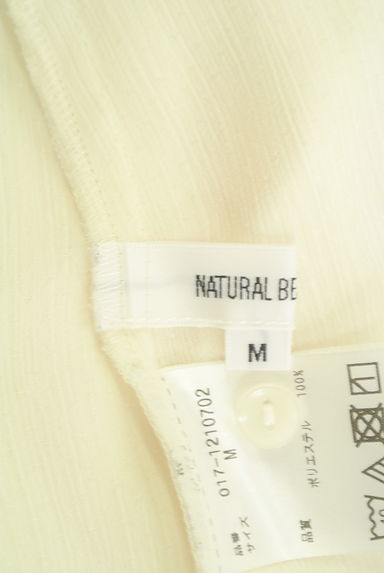 NATURAL BE
M
品番 017-1210702
サイズ M
品質 ポリエステル 100%